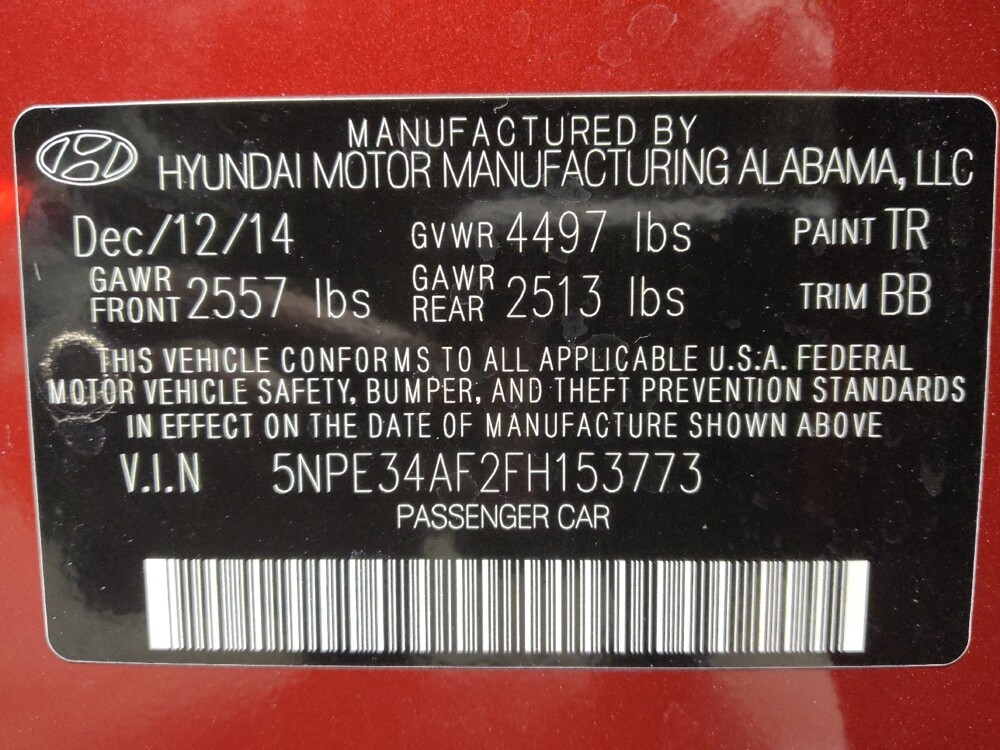 MANUFACTURED BY
HYUNDAI MOTOR MANUFACTURING ALABAMA, LLC
Dec/12/14 GVWR 4497 lbs PAINT TR
GAWR FRONT 2557 lbs GAWR REAR 2513 lbs TRIM BB
THIS VEHICLE CONFORMS TO ALL APPLICABLE U.S.A. FEDERAL
MOTOR VEHICLE SAFETY, BUMPER, AND THEFT PREVENTION STANDARDS
IN EFFECT ON THE DATE OF MANUFACTURE SHOWN ABOVE
V.I.N 5NPE34AF2FH153773
PASSENGER CAR